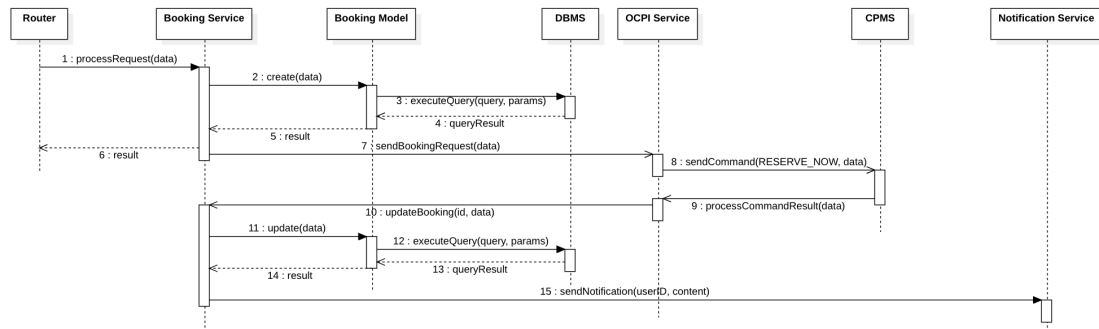 Router
Booking Service
Booking Model
DBMS
OCPI Service
CPMS
Notification Service
1 : processRequest(data)
2 : create(data)
3 : executeQuery(query, params)
4 : queryResult
5 : result
6 : result
7 : sendBookingRequest(data)
8 : sendCommand(RESERVE_NOW, data)
9 : processCommandResult(data)
10 : updateBooking(id, data)
11 : update(data)
12 : executeQuery(query, params)
13 : queryResult
14 : result
15 : sendNotification(userID, content)